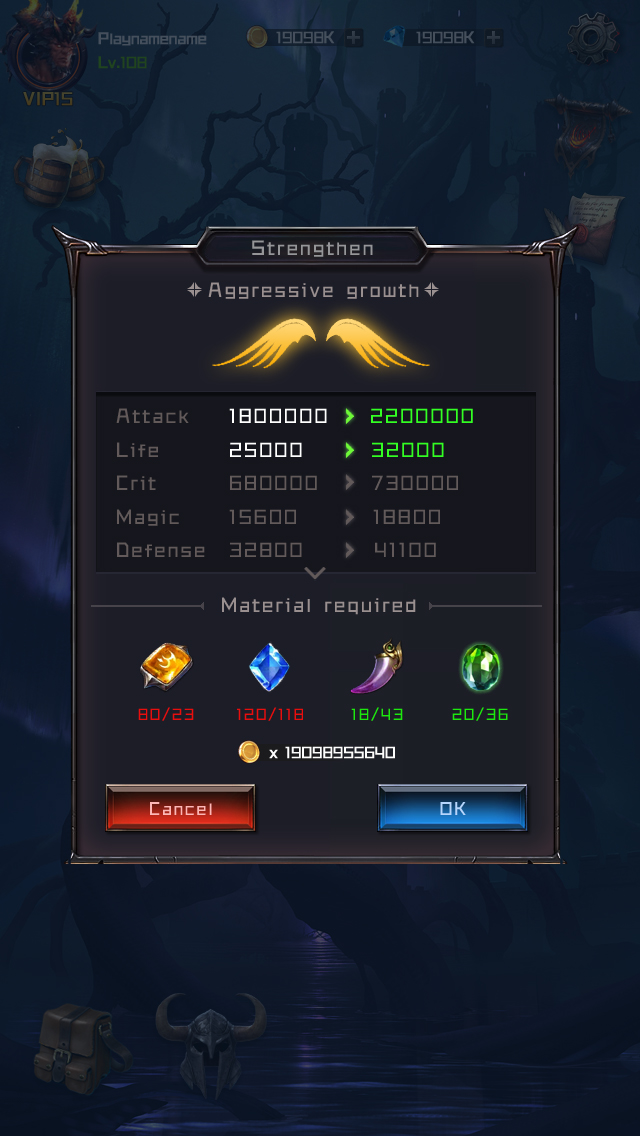 Playnamename
19098K
19098K
Lv.108
VIP15
Strengthen
Aggressive growth
Attack 1800000 > 2200000
Life 25000 > 32000
Crit 680000 > 730000
Magic 15600 > 18800
Defense 32800 > 41100
Material required
80/23 120/118 18/43 20/36
x 19098955640
Cancel OK